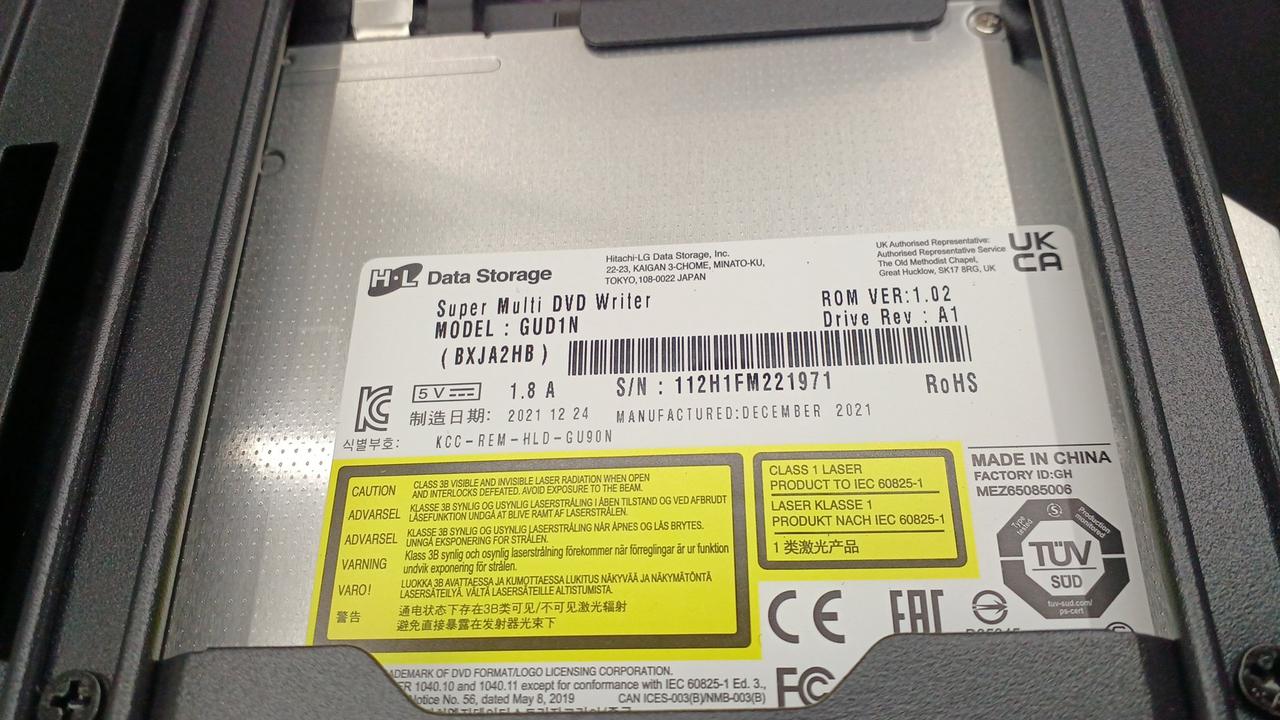 H·L Data Storage
Hitachi-LG Data Storage, Inc.
22-23, KAIGAN 3-CHOME, MINATO-KU,
TOKYO,108-0022 JAPAN
UK Authorised Representative:
Authorised Representative Service
The Old Methodist Chapel,
Great Hucklow, SK17 8RG, UK
UK
CA
Super Multi DVD Writer
MODEL : GUD1N
(BXJA2HB)
ROM VER:1.02
Drive Rev : A1
5V
1.8 A
S/N : 112H1FM221971
RoHS
制造日期: 2021 12 24
MANUFACTURED:DECEMBER 2021
식별부호: KCC-REM-HLD-GU90N
CAUTION
CLASS 3B VISIBLE AND INVISIBLE LASER RADIATION WHEN OPEN
AND INTERLOCKS DEFEATED. AVOID EXPOSURE TO THE BEAM.
ADVARSEL
KLASSE 3B SYNLIG OG USYNLIG LASERSTRÅLING I ÅBEN TILSTAND OG VED AFBRUDT
LÅSEFUNKTION UNDGÅ AT BLIVE RAMT AF LASERSTRÅLEN.
ADVARSEL
KLASSE 3B SYNLIG OG USYNLIG LASERSTRÅLING NÅR ÅPNES OG LÅS BRYTES.
UNNGÅ EKSPONERING FOR STRÅLEN.
VARNING
Klass 3B synlig och osynlig laserstrålning förekommer när förreglingar är ur funktion
undvik exponering för strålen.
VARO!
LUOKKA 3B AVATTAESSA JA KUMOTTAESSA LUKITUS NÄKYVÄÄ JA NÄKYMÄTÖNTÄ
LASERSÄTEILYÄ. VÄLTÄ LASERSÄTEILLE ALTISTUMISTA.
警告
通电状态下存在3B类可见/不可见激光辐射
避免直接暴露在发射器光束下
CLASS 1 LASER
PRODUCT TO IEC 60825-1
LASER KLASSE 1
PRODUKT NACH IEC 60825-1
1 类激光产品
MADE IN CHINA
FACTORY ID:GH
MEZ65085006
Type tested
Production monitored
TÜV
SÜD
tuv-sud.com/
ps-cert
CE
EAC
FC
OF DVD FORMAT/LOGO LICENSING CORPORATION.
1040.10 and 1040.11 except for conformance with IEC 60825-1 Ed. 3.,
Notice No. 56, dated May 8, 2019
CAN ICES-003(B)/NMB-003(B)